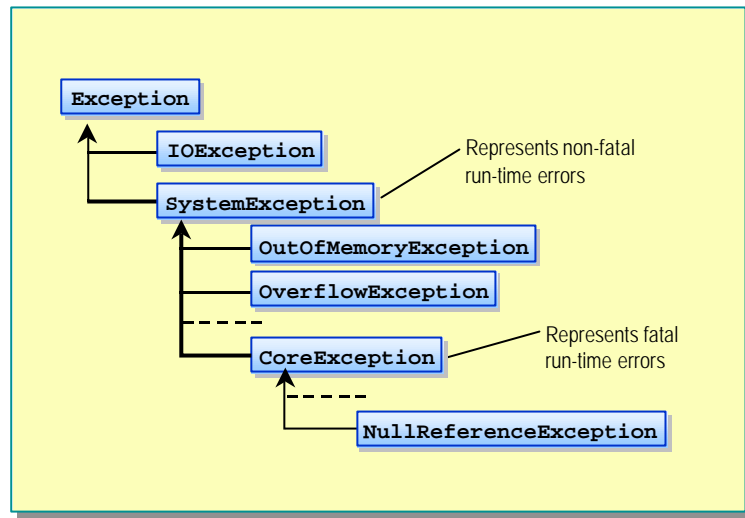 Exception
IOException
Represents non-fatal
run-time errors
SystemException
OutOfMemoryException
OverflowException
Represents fatal
run-time errors
CoreException
NullReferenceException